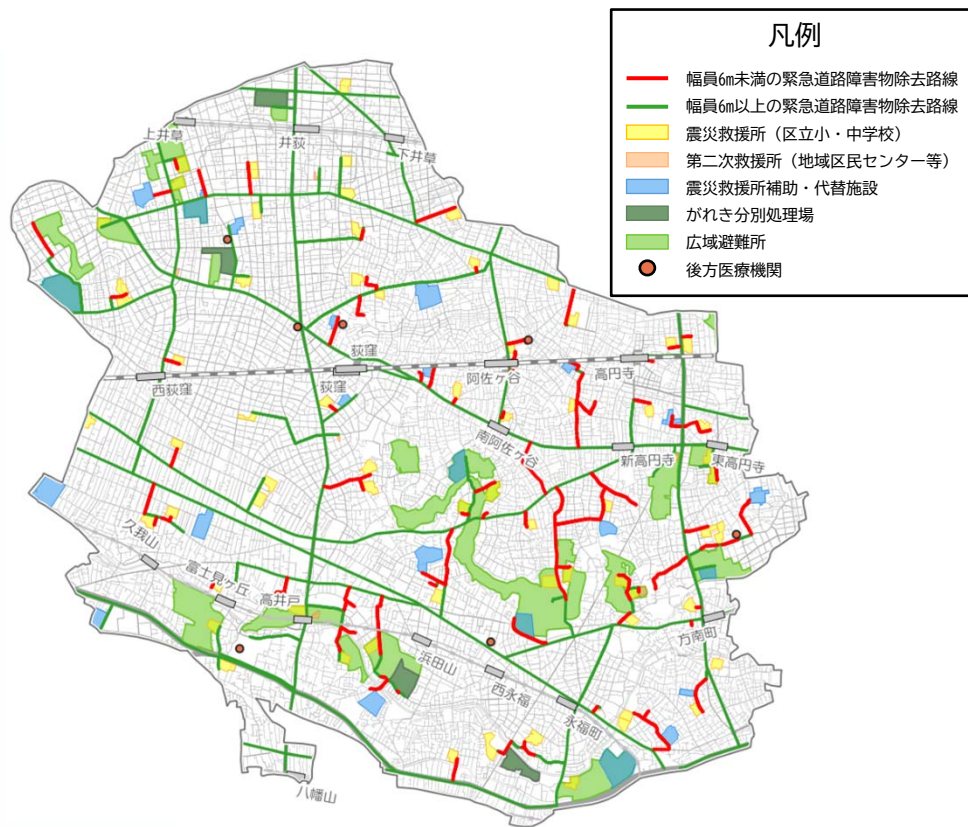 凡例
幅員6m未満の緊急道路障害物除去路線
幅員6m以上の緊急道路障害物除去路線
震災救援所（区立小・中学校）
第二次救援所（地域区民センター等）
震災救援所補助・代替施設
がれき分別処理場
広域避難所
後方医療機関
上井草
井荻
下井草
荻窪
西荻窪
荻窪
阿佐ヶ谷
高円寺
南阿佐ヶ谷
新高円寺
東高円寺
久我山
富士見ヶ丘
高井戸
浜田山
西永福
永福町
方南町
八幡山